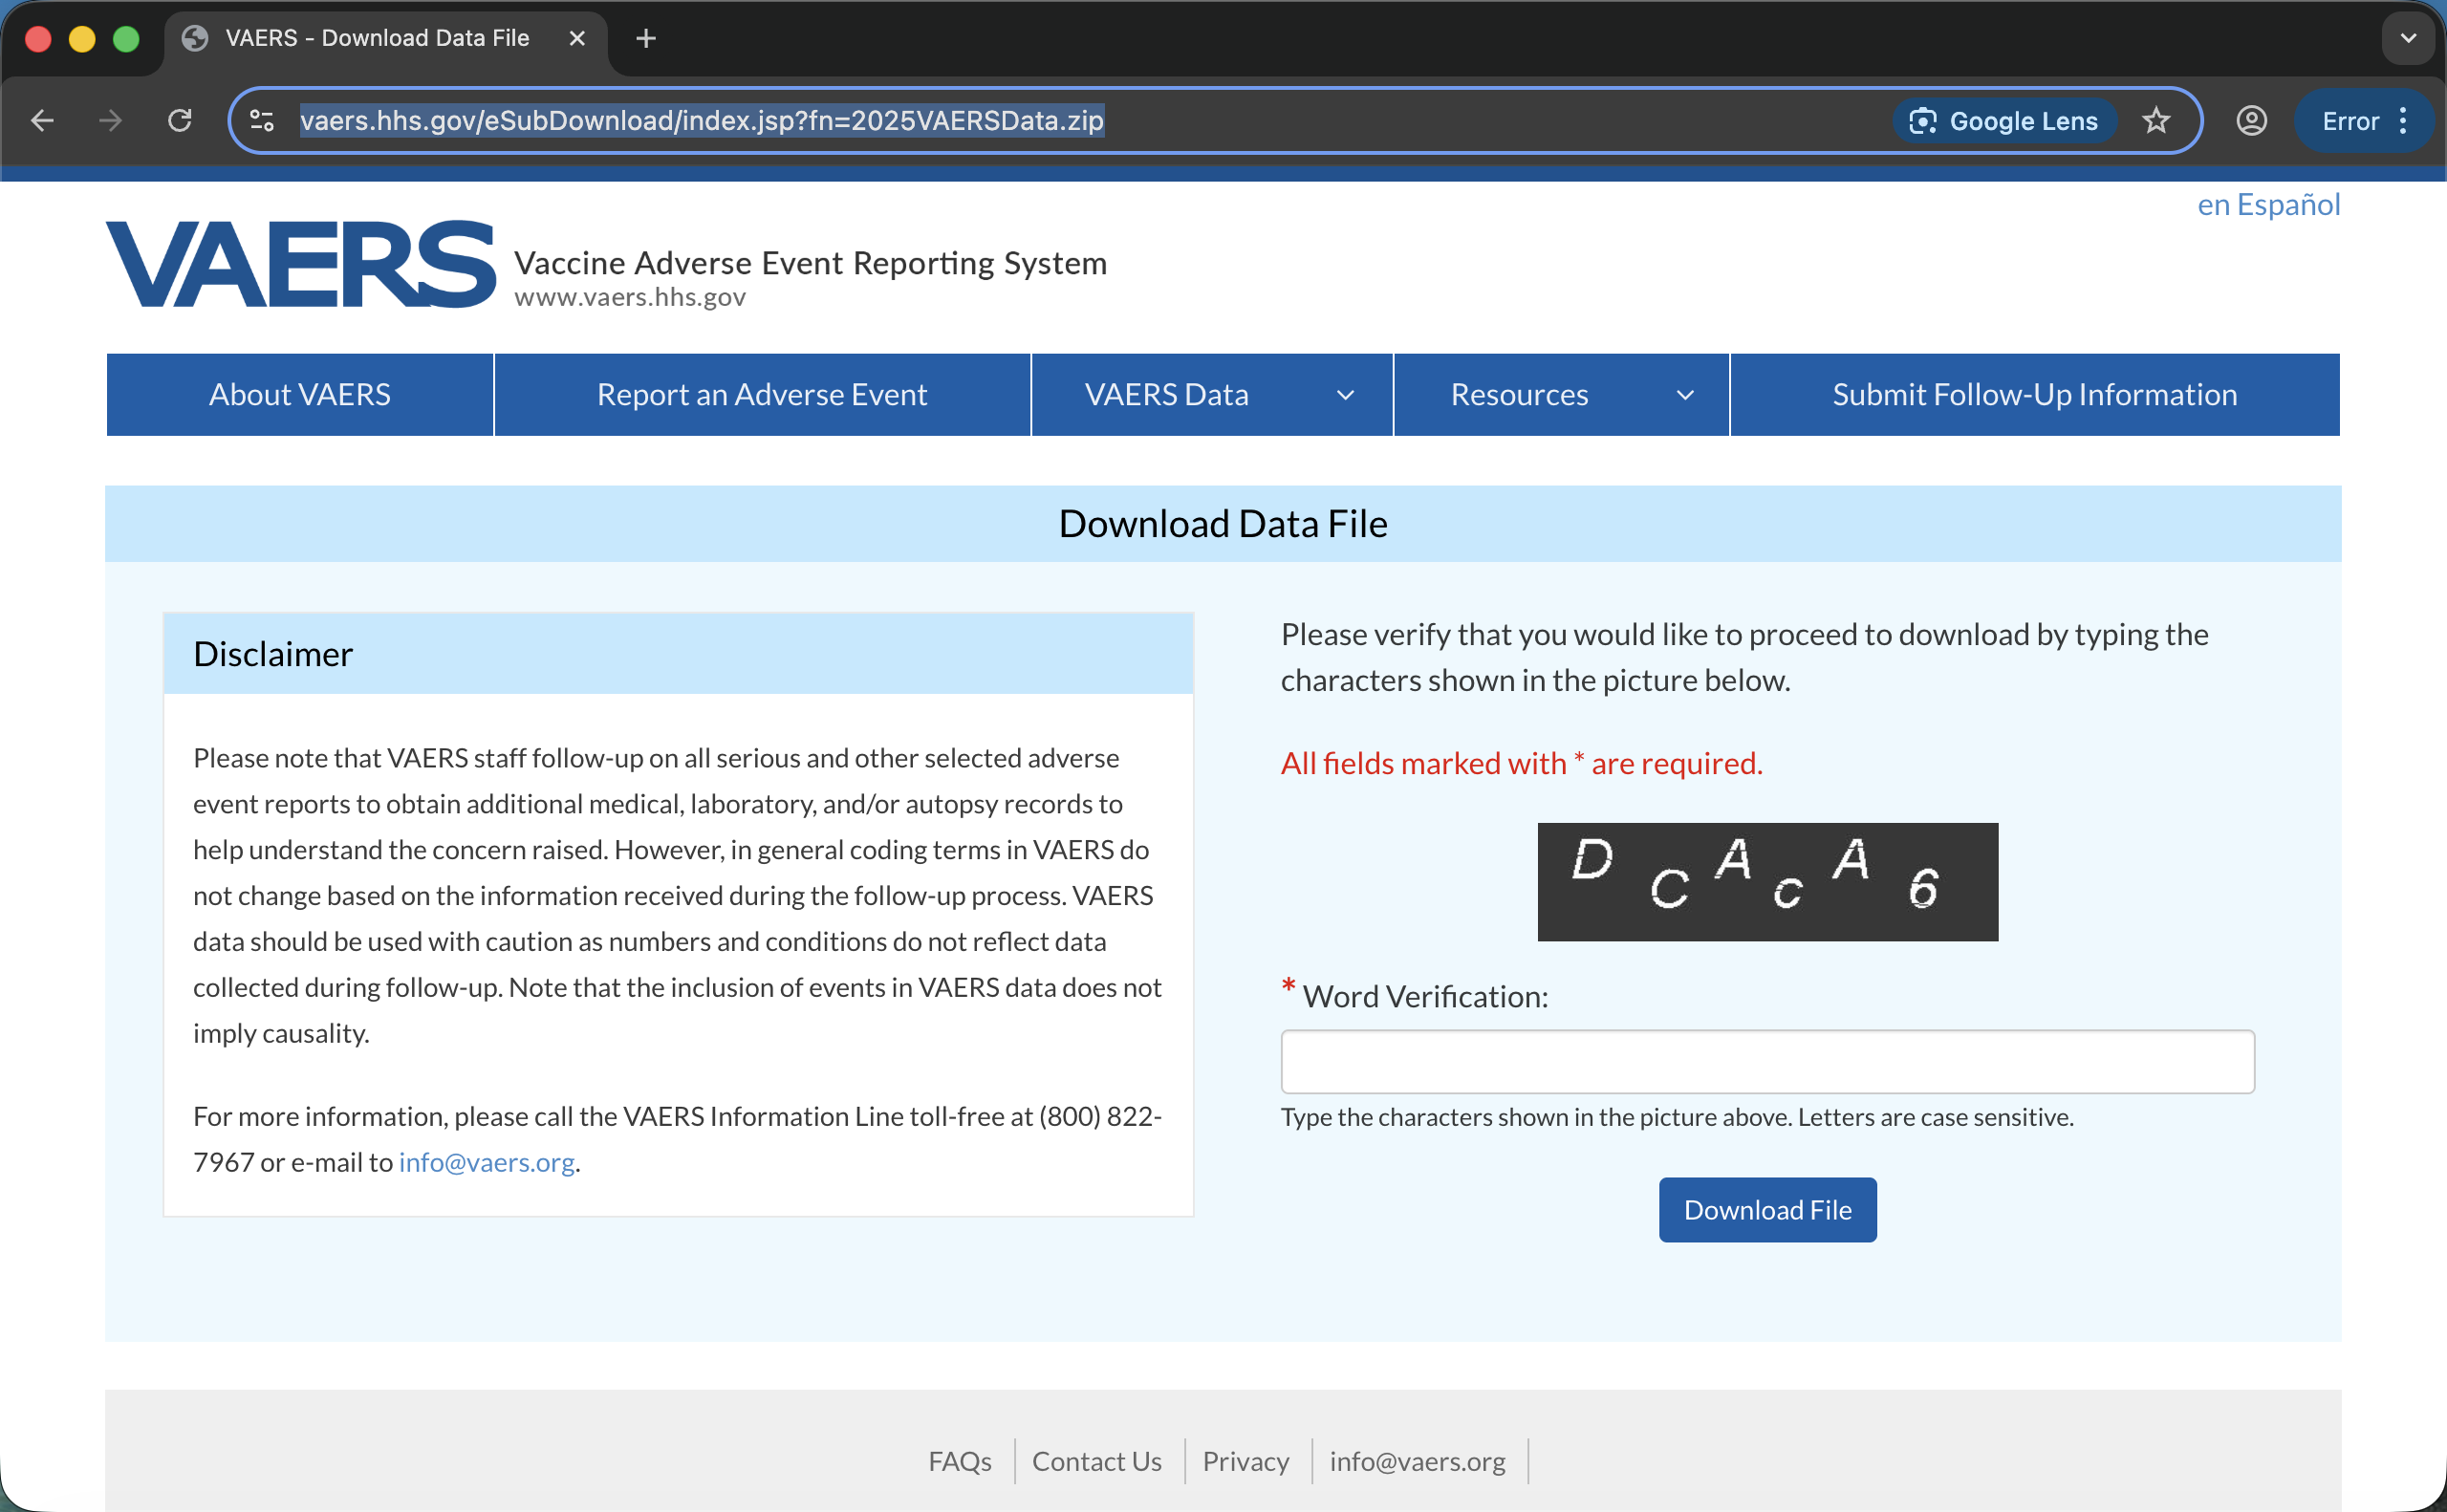 VAERS - Download Data File
vaers.hhs.gov/eSubDownload/index.jsp?fn=2025VAERSData.zip
Google Lens
Error
en Español
VAERS
Vaccine Adverse Event Reporting System
www.vaers.hhs.gov
About VAERS
Report an Adverse Event
VAERS Data
Resources
Submit Follow-Up Information
Download Data File
Disclaimer
Please note that VAERS staff follow-up on all serious and other selected adverse
event reports to obtain additional medical, laboratory, and/or autopsy records to
help understand the concern raised. However, in general coding terms in VAERS do
not change based on the information received during the follow-up process. VAERS
data should be used with caution as numbers and conditions do not reflect data
collected during follow-up. Note that the inclusion of events in VAERS data does not
imply causality.
For more information, please call the VAERS Information Line toll-free at (800) 822-
7967 or e-mail to info@vaers.org.
Please verify that you would like to proceed to download by typing the
characters shown in the picture below.
All fields marked with * are required.
D C A c A 6
* Word Verification:
Type the characters shown in the picture above. Letters are case sensitive.
Download File
FAQs
Contact Us
Privacy
info@vaers.org